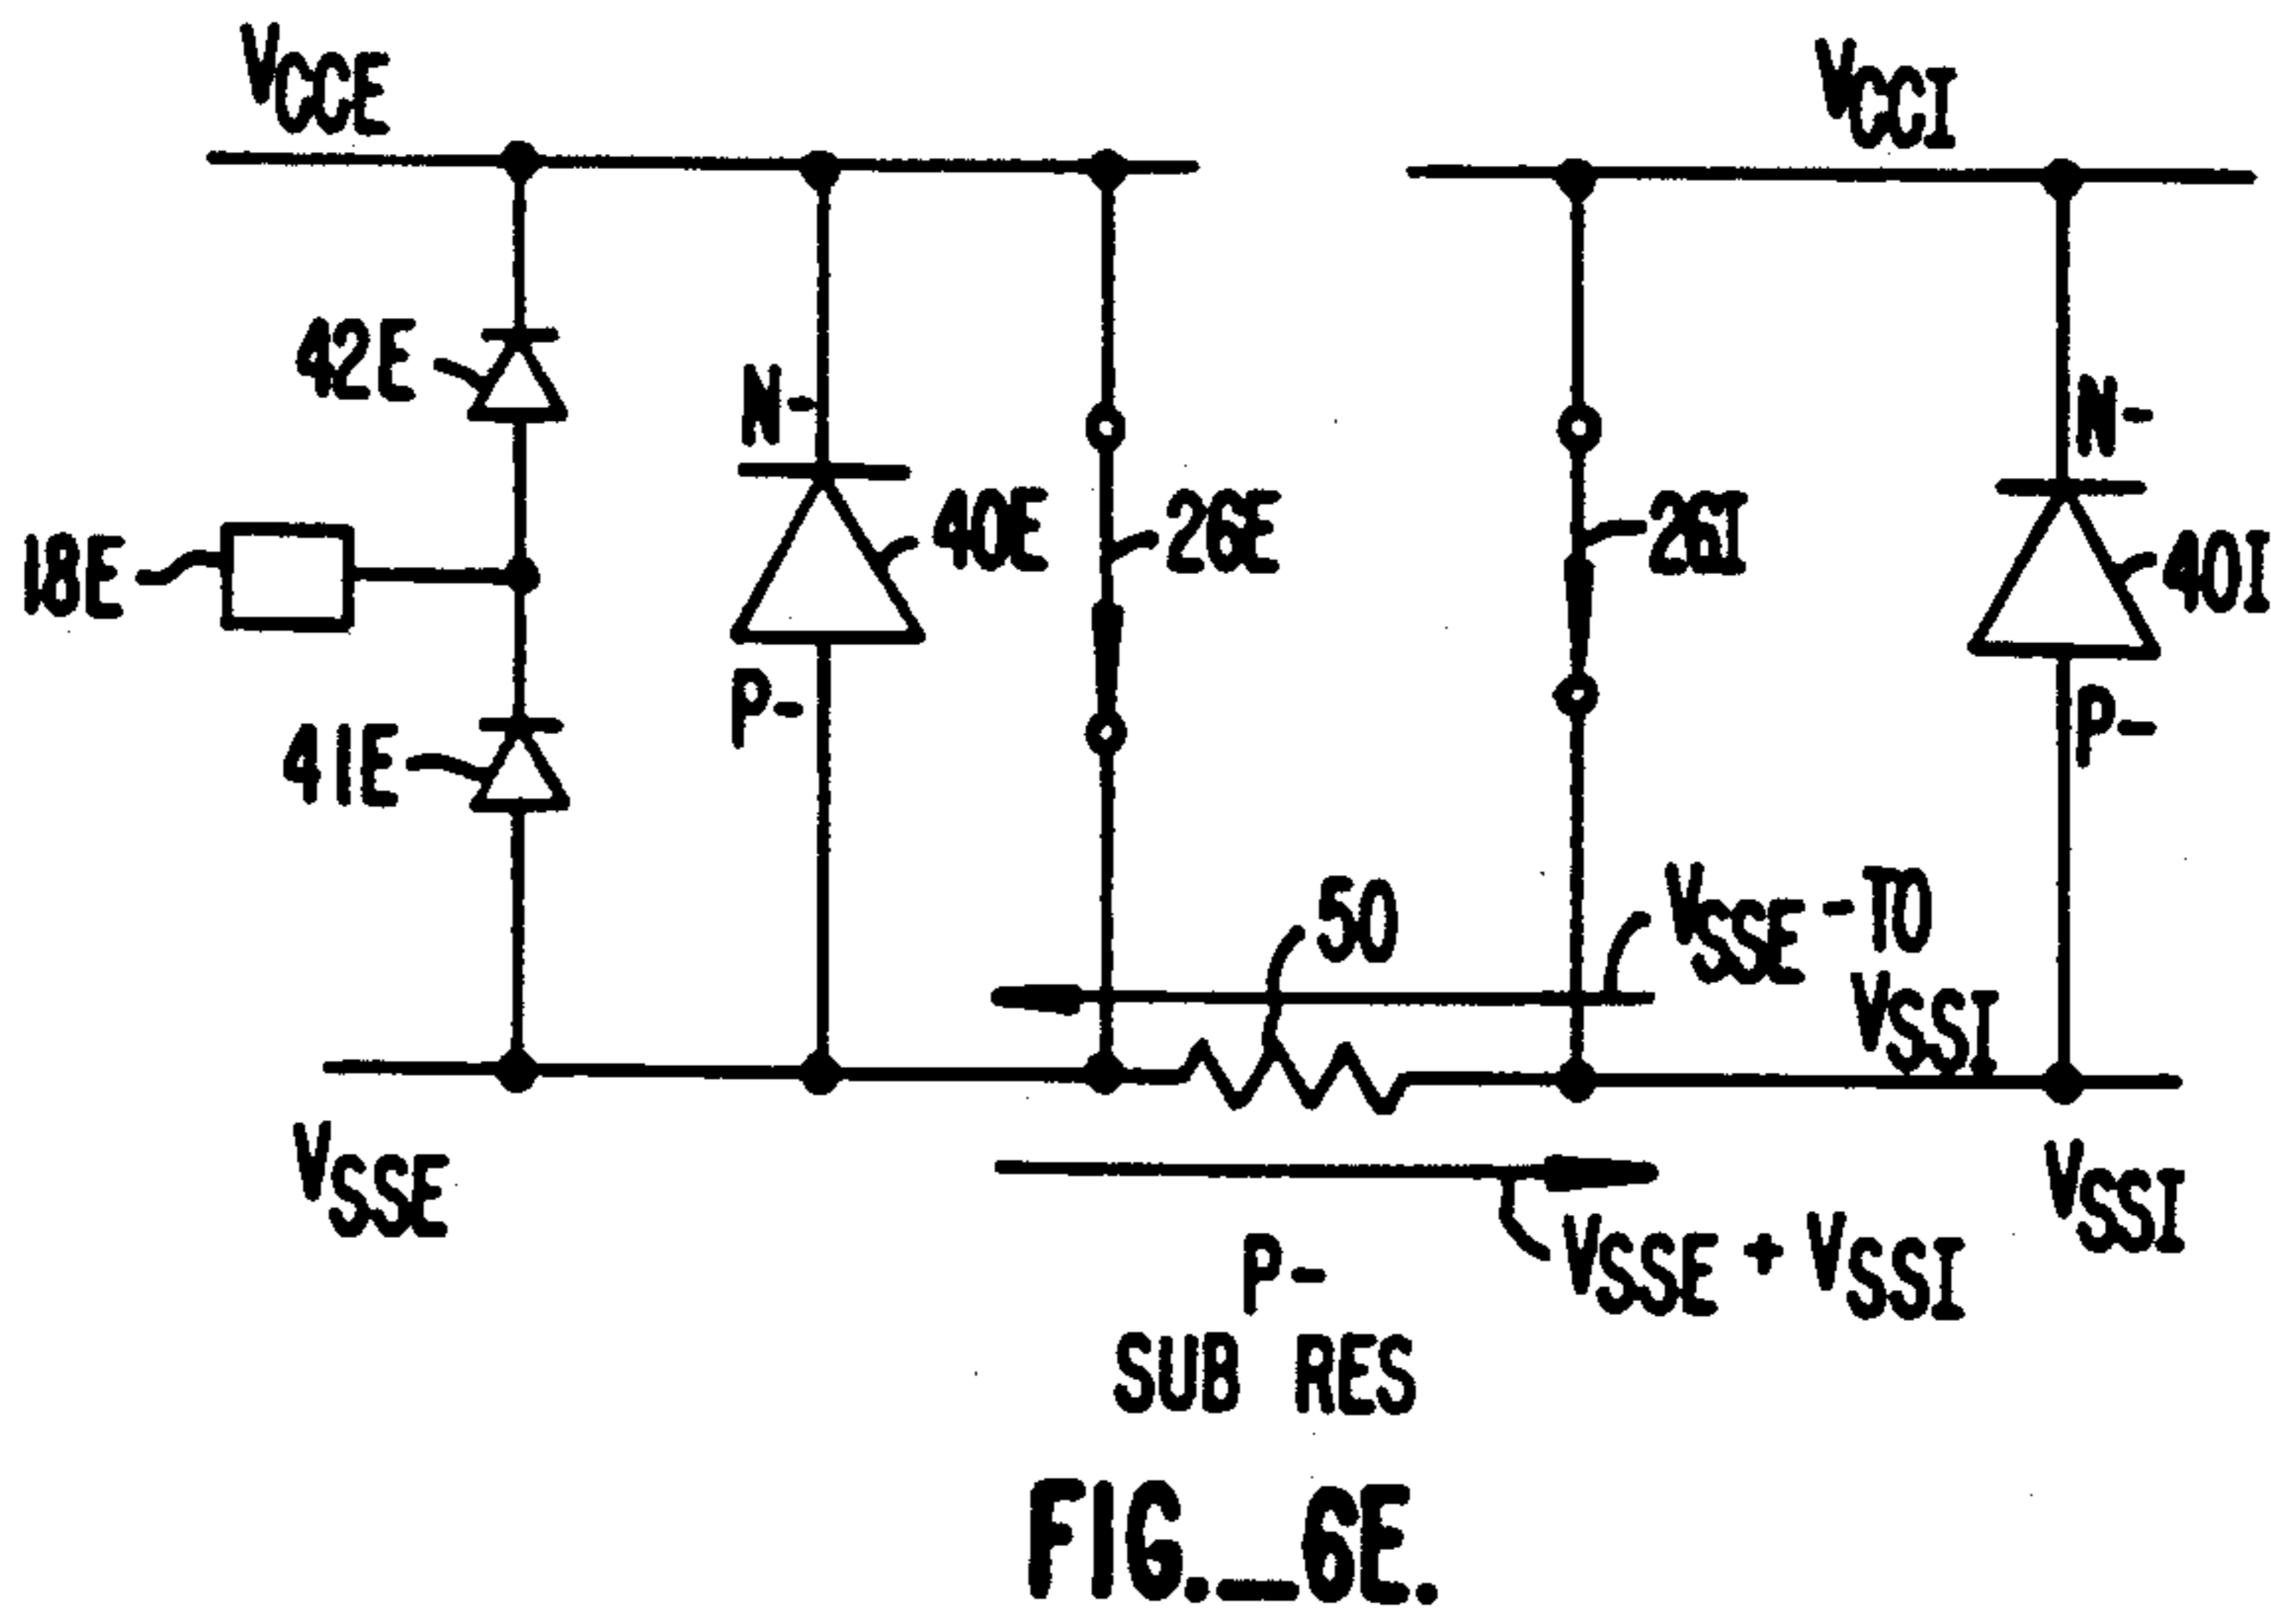 VCCE
VCCI
42E
N-
N-
18E
40E
26E
26I
40I
P-
P-
41E
50
VSSE-TO
VSSI
VSSE
VSSI
VSSE + VSSI
P-
SUB RES
FIG._6E.